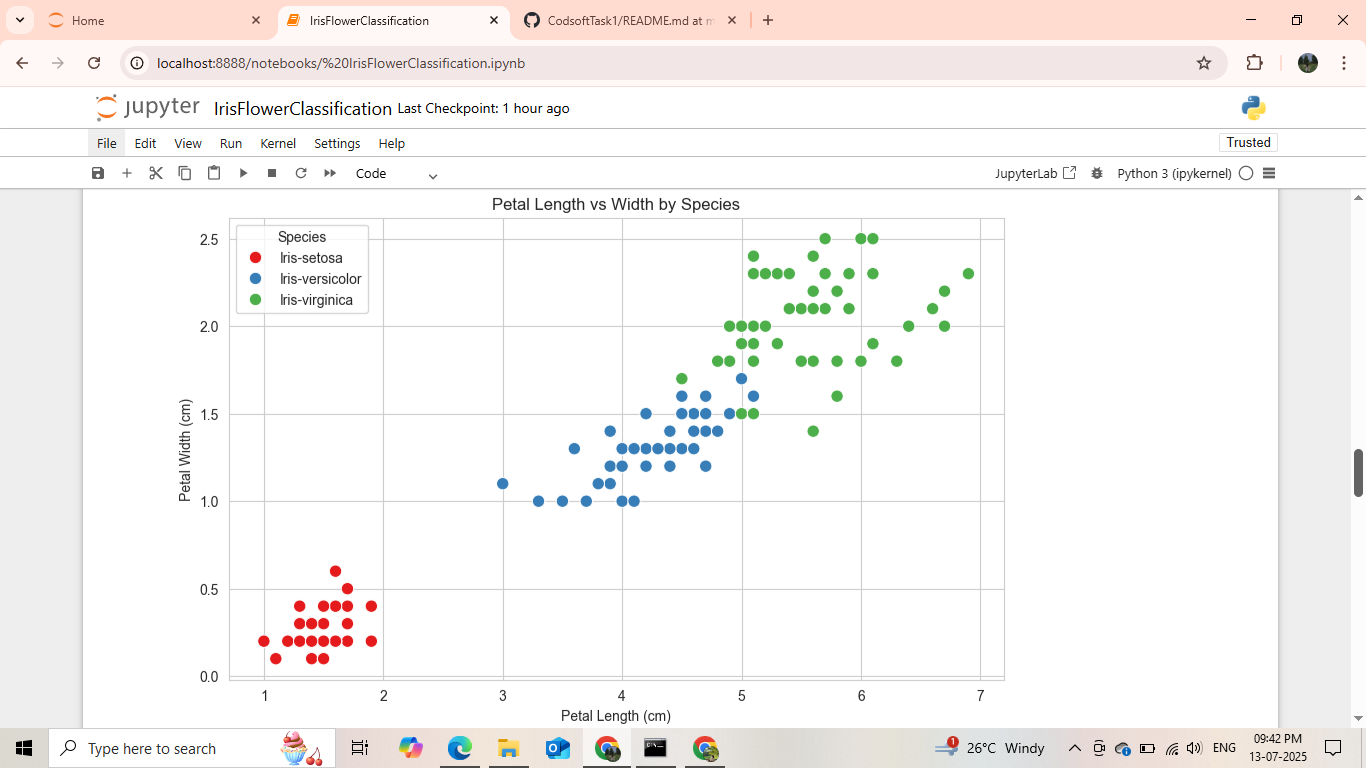 Home
IrisFlowerClassification
CodsoftTask1/README.md at m
localhost:8888/notebooks/%20IrisFlowerClassification.ipynb
jupyter IrisFlowerClassification Last Checkpoint: 1 hour ago
File Edit View Run Kernel Settings Help Trusted
Code JupyterLab Python 3 (ipykernel)
Petal Length vs Width by Species
Species
Iris-setosa
Iris-versicolor
Iris-virginica
2.5
2.0
1.5
1.0
0.5
0.0
Petal Width (cm)
1 2 3 4 5 6 7
Petal Length (cm)
Type here to search
1
26°C Windy
ENG
09:42 PM
13-07-2025